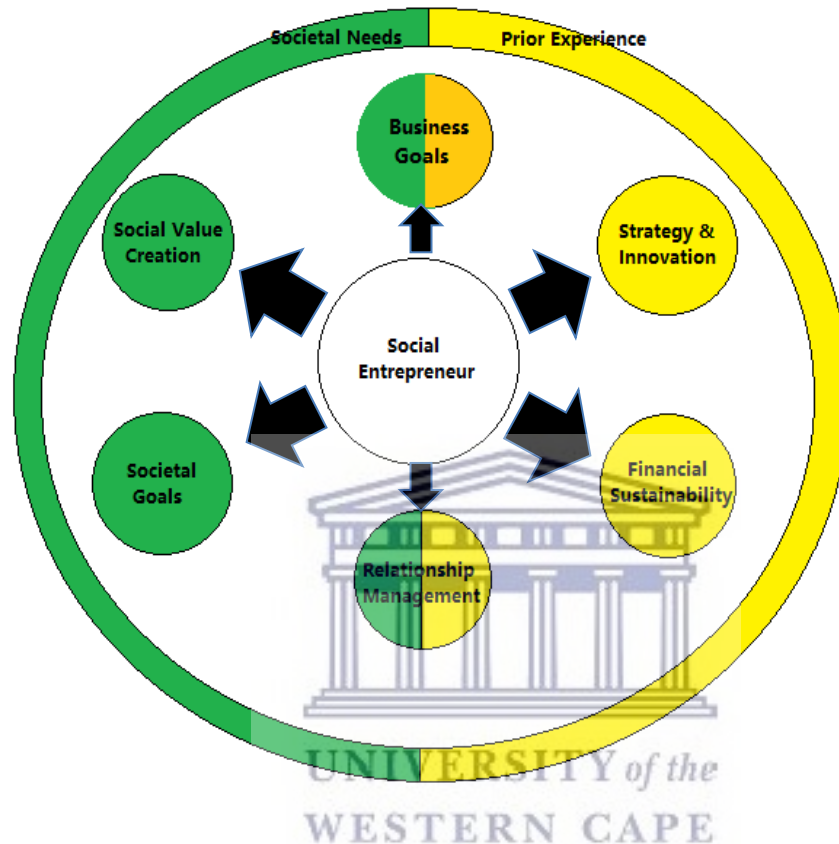 Societal Needs
Prior Experience
Business
Goals
Social Value
Creation
Strategy &
Innovation
Social
Entrepreneur
Societal
Goals
Financial
Sustainability
Relationship
Management
UNIVERSITY of the
WESTERN CAPE